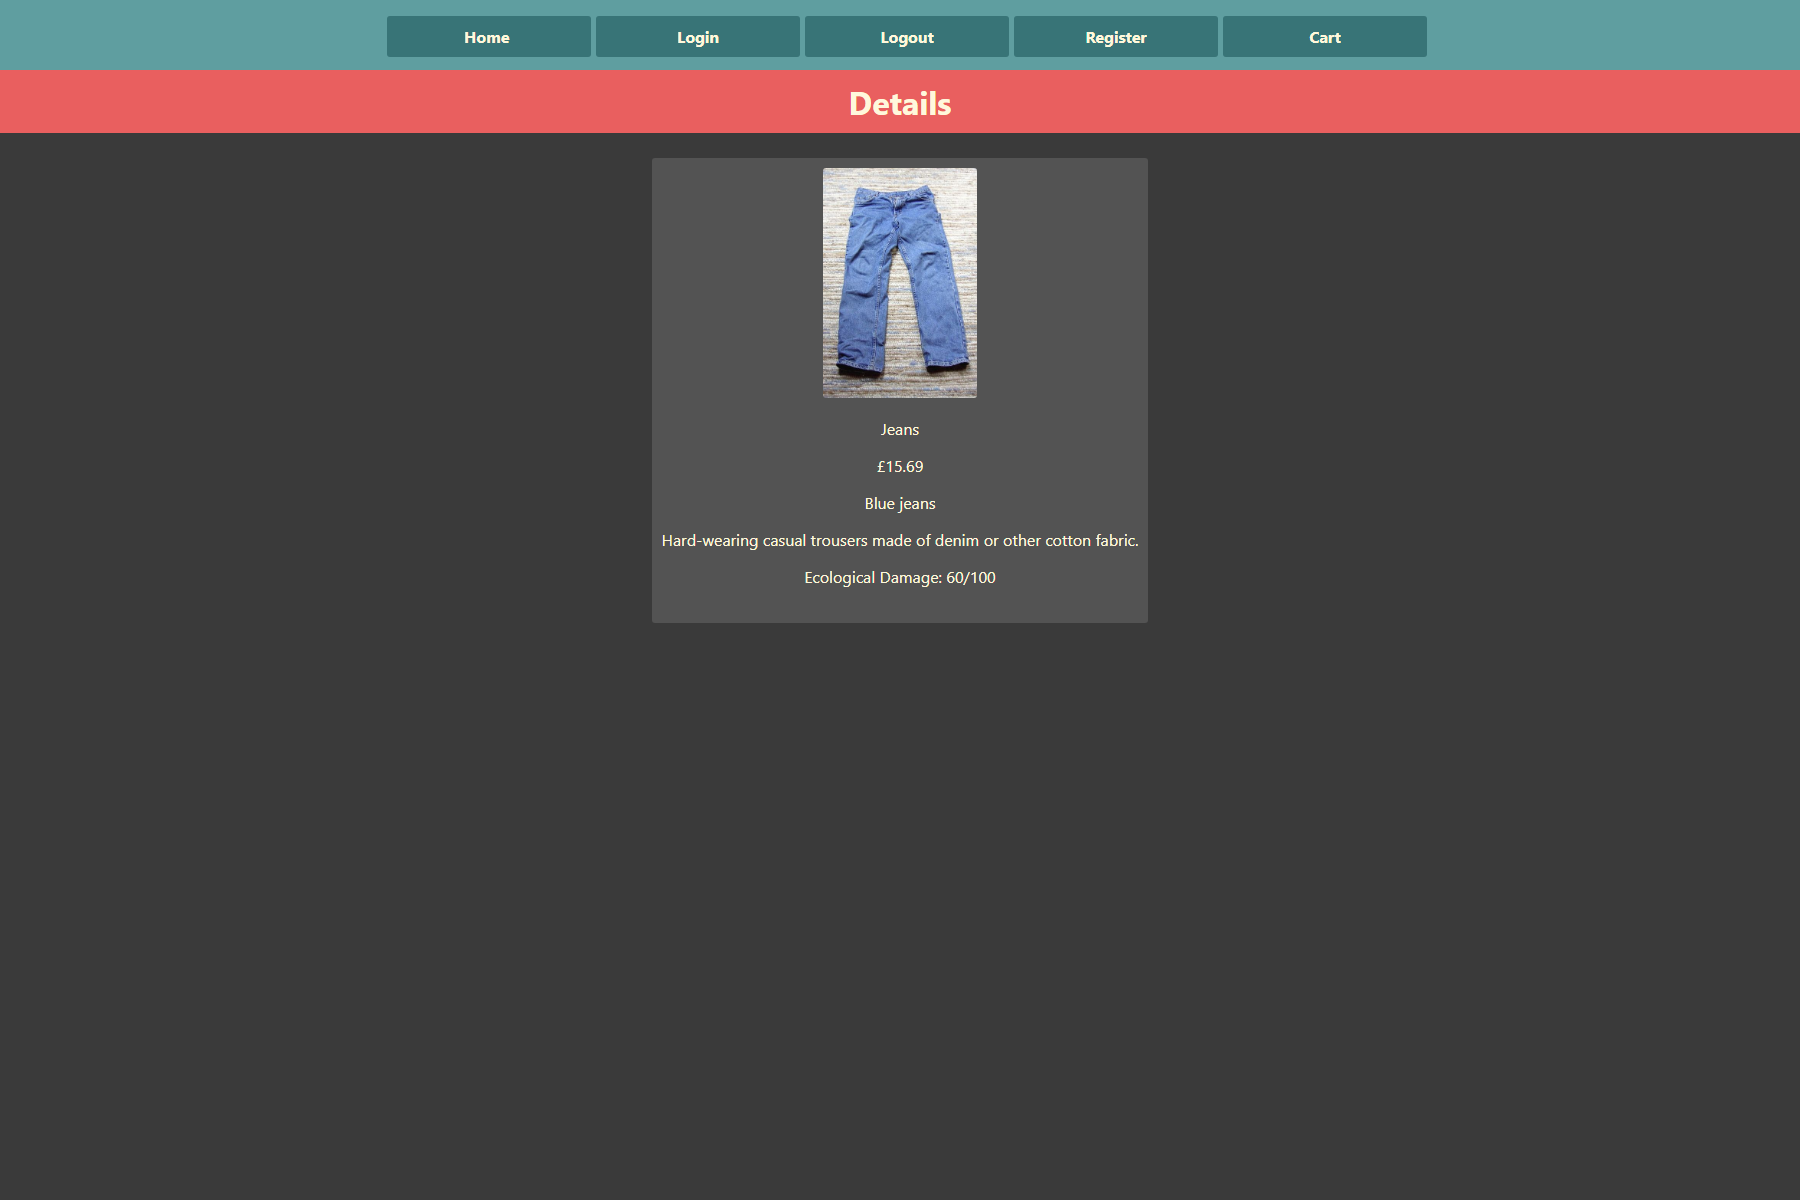 Home Login Logout Register Cart
Details
Jeans
£15.69
Blue jeans
Hard-wearing casual trousers made of denim or other cotton fabric.
Ecological Damage: 60/100